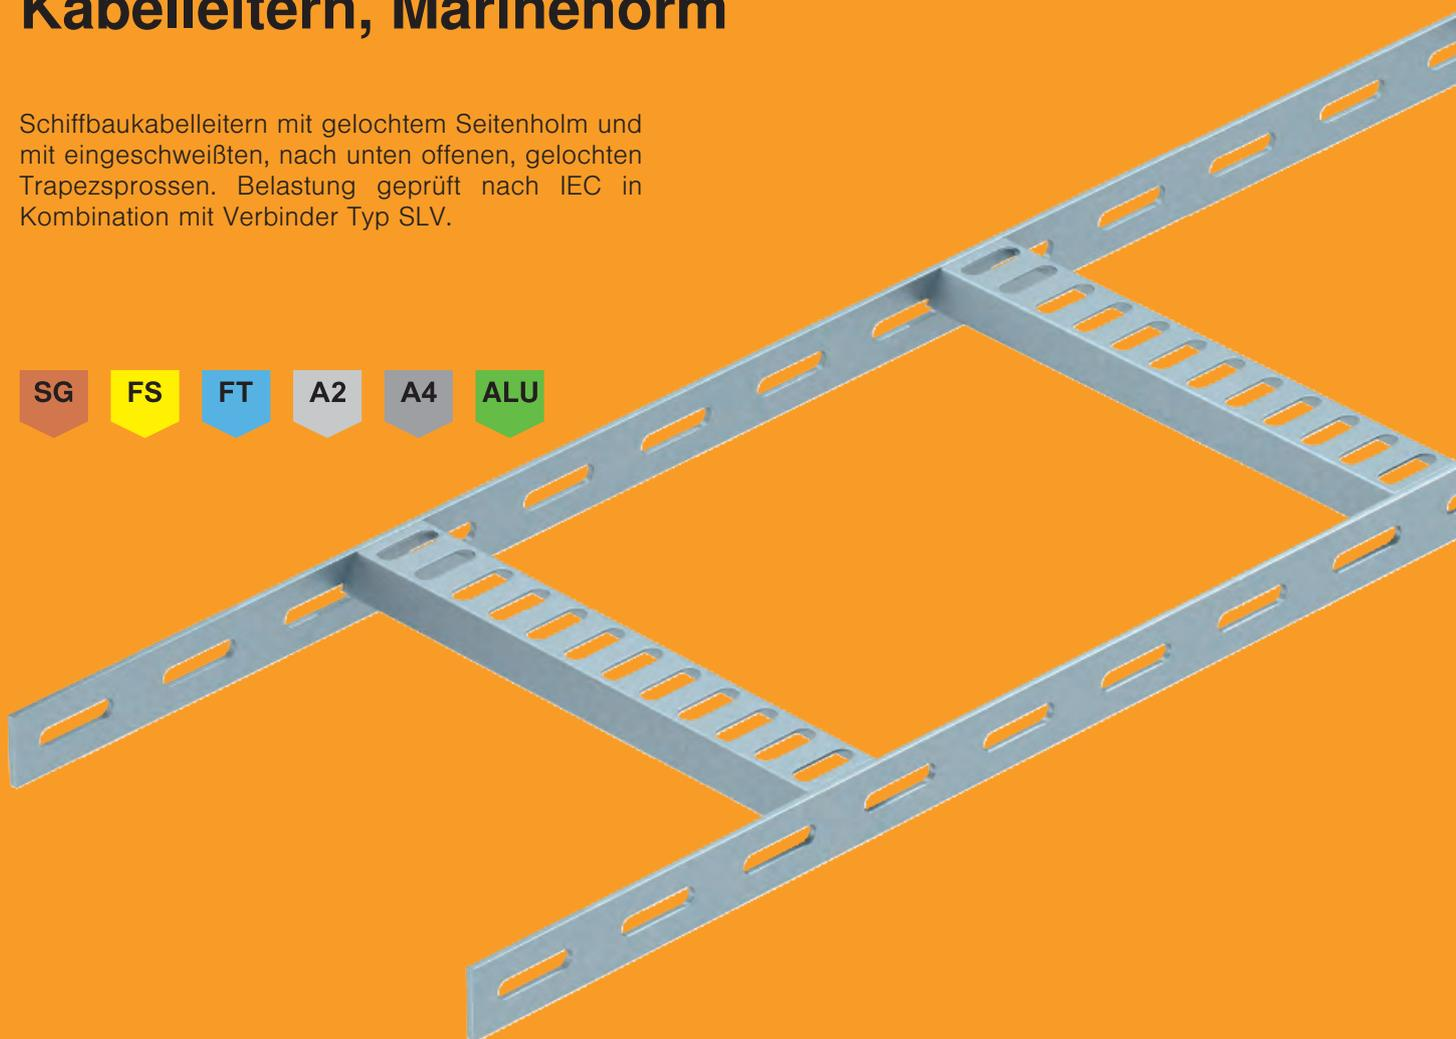 Kabelleitern, Marinenorm
Schiffbaukabelleitern mit gelochtem Seitenholm und
mit eingeschweißten, nach unten offenen, gelochten
Trapezsprossen. Belastung geprüft nach IEC in
Kombination mit Verbinder Typ SLV.
SG FS FT A2 A4 ALU